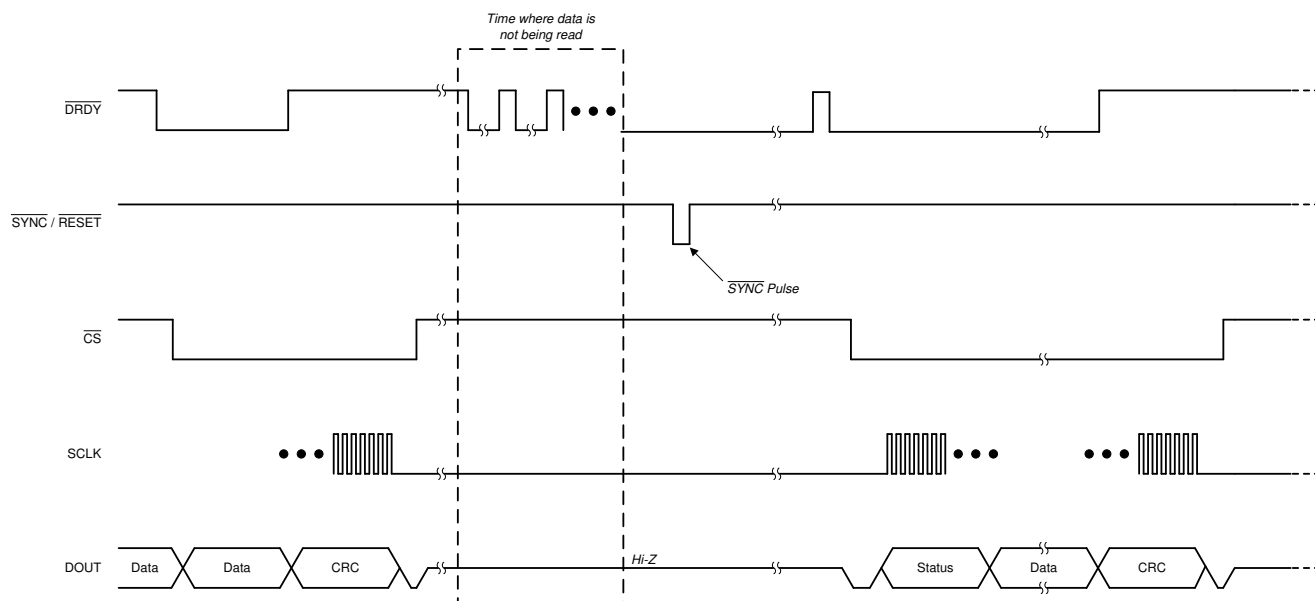 Time where data is
not being read
DRDY
SYNC / RESET
SYNC Pulse
CS
SCLK
DOUT
Data
Data
CRC
Hi-Z
Status
Data
CRC